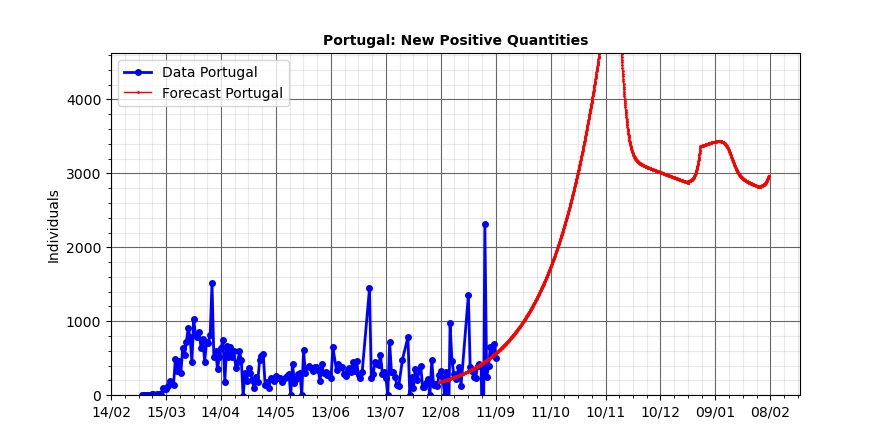 Portugal: New Positive Quantities
Data Portugal
Forecast Portugal
Individuals
4000
3000
2000
1000
0
14/02 15/03 14/04 14/05 13/06 13/07 12/08 11/09 11/10 10/11 10/12 09/01 08/02